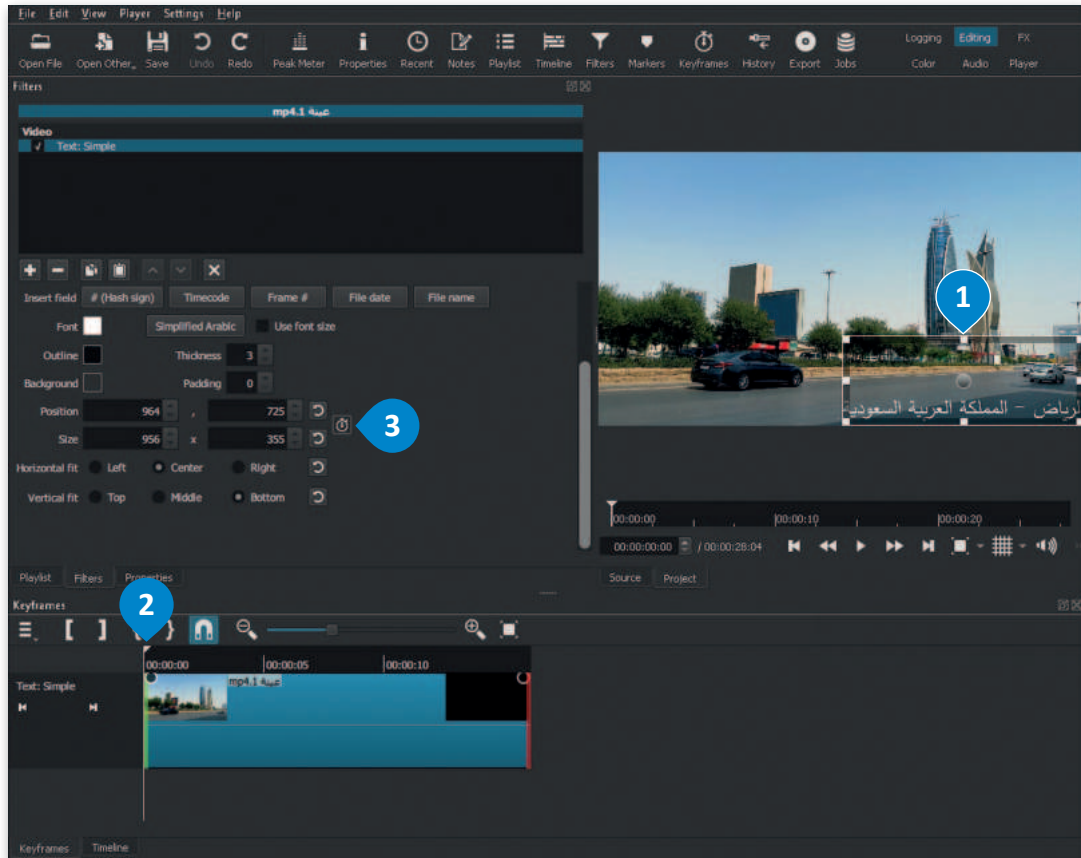 File Edit View Player Settings Help
Open File Open Other... Save Undo Redo Peak Meter Properties Recent Notes Playlist Timeline Filters Markers Keyframes History Export Jobs
Logging Editing FX
Color Audio Player
Filters
عينة mp4.1
Video
Text: Simple
Insert field # (Hash sign) Timecode Frame # File date File name
Font Simplified Arabic Use font size
Outline Thickness 3
Background Padding 0
Position 964 , 725
3
Size 956 x 355
Horizontal fit Left Center Right
Vertical fit Top Middle Bottom
1
الرياض - المملكة العربية السعودية
00:00:00 00:00:10 00:00:20
00:00:00:00 / 00:00:28:04
Playlist Filters Properties
Source Project
Keyframes
2
00:00:00 00:00:05 00:00:10
عينة mp4.1
Text: Simple
Keyframes Timeline